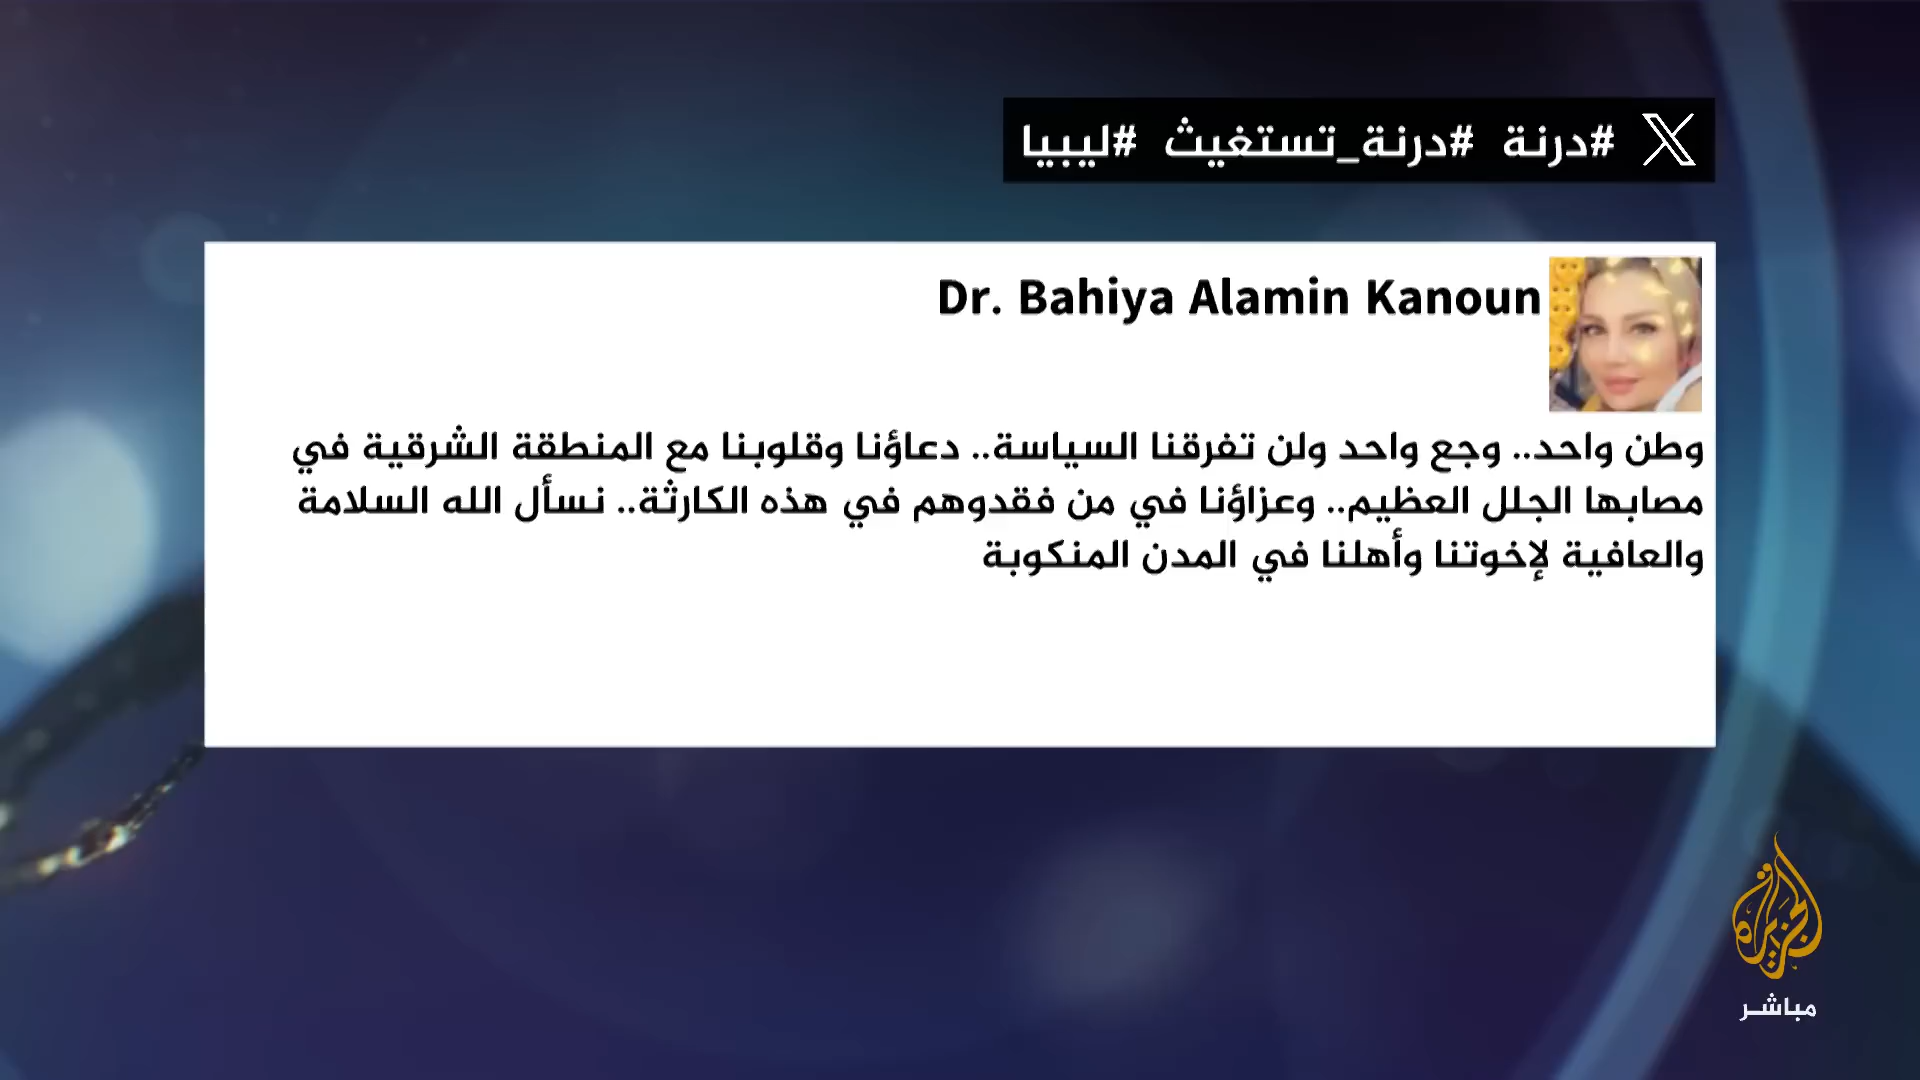 #درنة #درنة_تستغيث #ليبيا
Dr. Bahiya Alamin Kanoun
وطن واحد.. وجع واحد ولن تفرقنا السياسة.. دعاؤنا وقلوبنا مع المنطقة الشرقية في
مصابها الجلل العظيم.. وعزاؤنا في من فقدوهم في هذه الكارثة.. نسأل الله السلامة
والعافية لإخوتنا وأهلنا في المدن المنكوبة
الجزيرة
مباشر